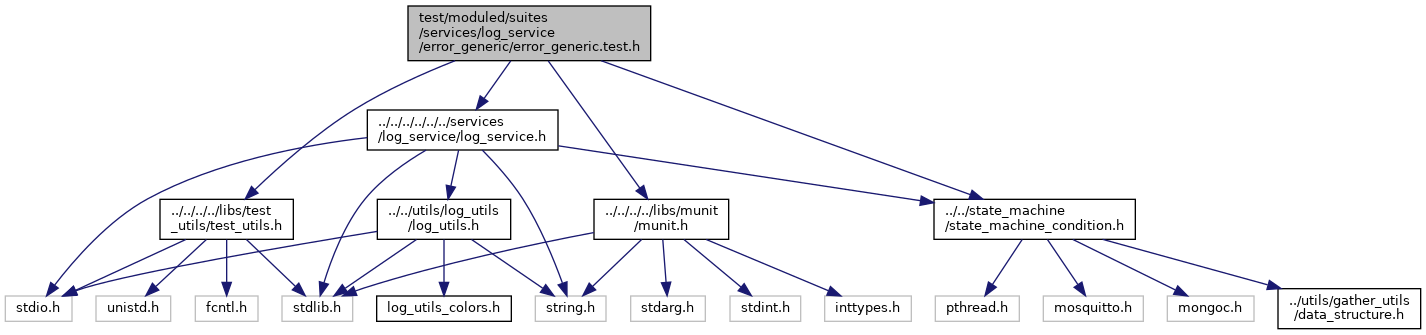 test/moduled/suites
/services/log_service
/error_generic/error_generic.test.h
../../../../../../services
/log_service/log_service.h
../../../../libs/test
_utils/test_utils.h
../../utils/log_utils
/log_utils.h
../../../../libs/munit
/munit.h
../../state_machine
/state_machine_condition.h
stdio.h
unistd.h
fcntl.h
stdlib.h
log_utils_colors.h
string.h
stdarg.h
stdint.h
inttypes.h
pthread.h
mosquitto.h
mongoc.h
../utils/gather_utils
/data_structure.h